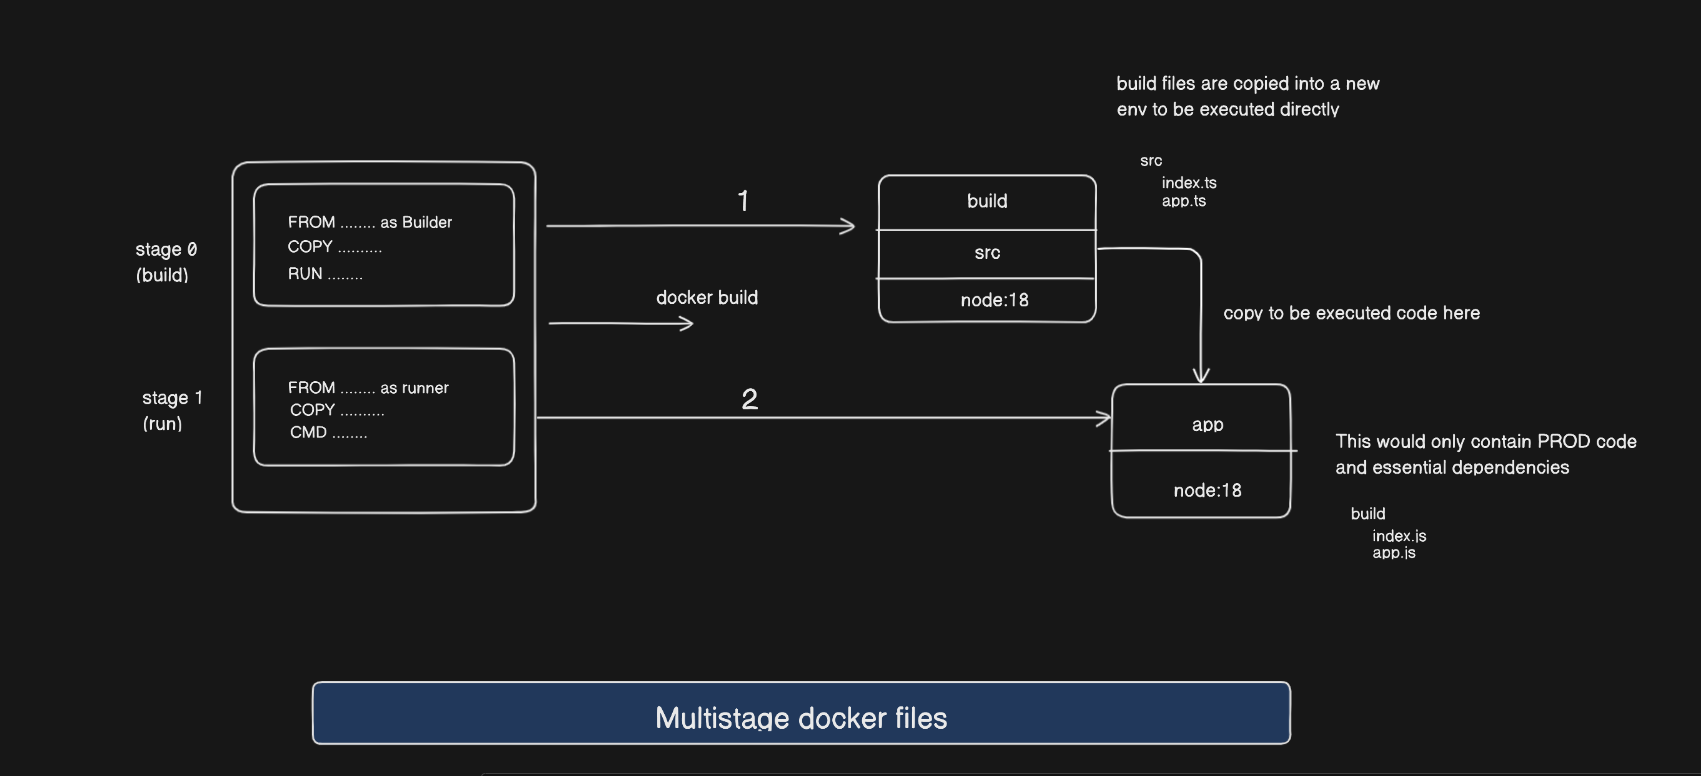 build files are copied into a new
env to be executed directly
src
index.ts
app.ts
stage 0
(build)
FROM ........ as Builder
COPY ..........
RUN ........
1
build
src
node:18
docker build
copy to be executed code here
stage 1
(run)
FROM ........ as runner
COPY ..........
CMD ........
2
app
node:18
This would only contain PROD code
and essential dependencies
build
index.js
app.js
Multistage docker files